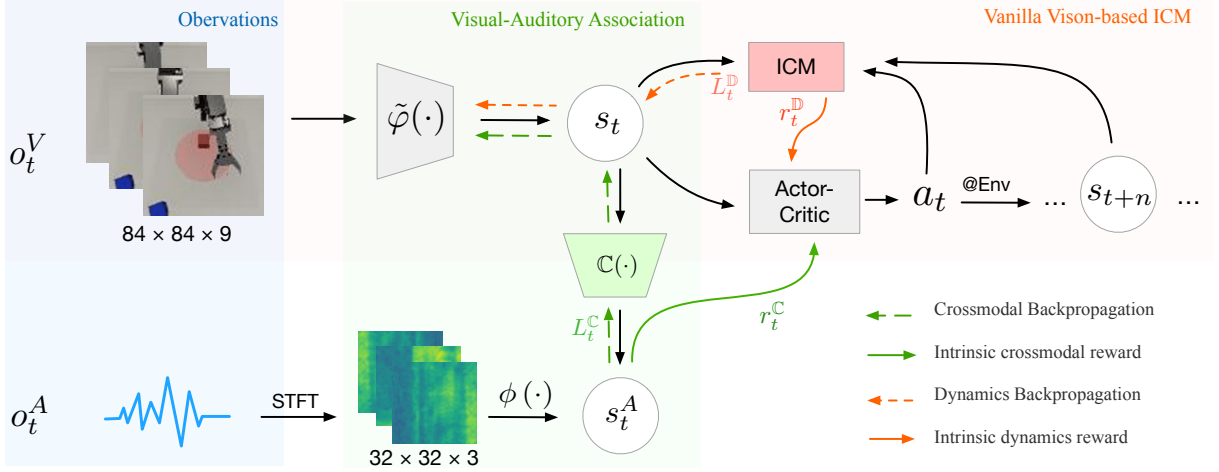 Obervations
Visual-Auditory Association
Vanilla Vison-based ICM
o_t^V
84 × 84 × 9
φ̃(·)
s_t
L_t^𝔻
ICM
r_t^𝔻
Actor-
Critic
a_t
@Env
...
s_{t+n}
...
ℂ(·)
L_t^ℂ
r_t^ℂ
o_t^A
STFT
32 × 32 × 3
ϕ (·)
s_t^A
Crossmodal Backpropagation
Intrinsic crossmodal reward
Dynamics Backpropagation
Intrinsic dynamics reward